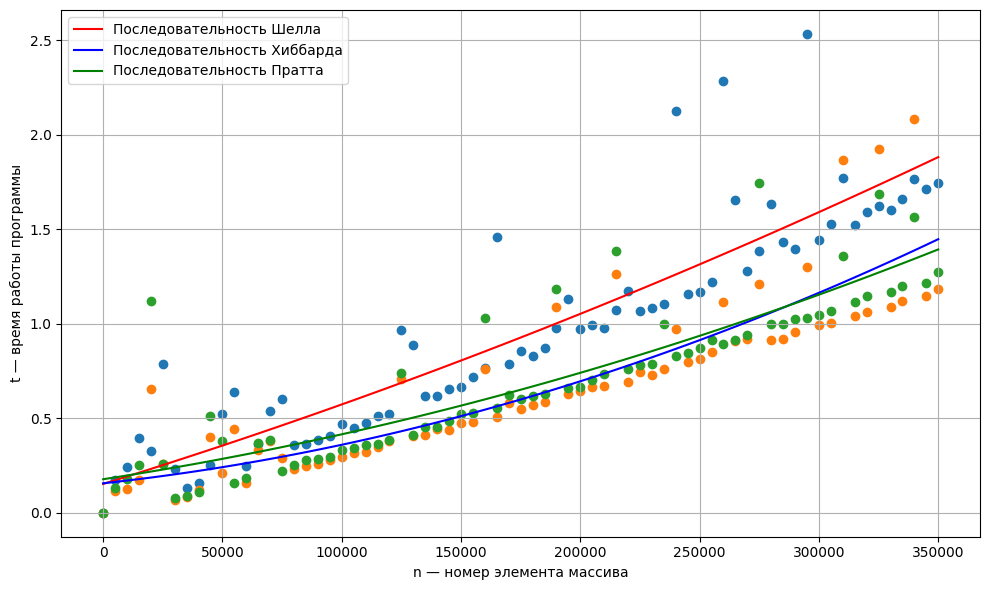 Последовательность Шелла
Последовательность Хиббарда
Последовательность Пратта
t — время работы программы
2.5
2.0
1.5
1.0
0.5
0.0
0 50000 100000 150000 200000 250000 300000 350000
n — номер элемента массива